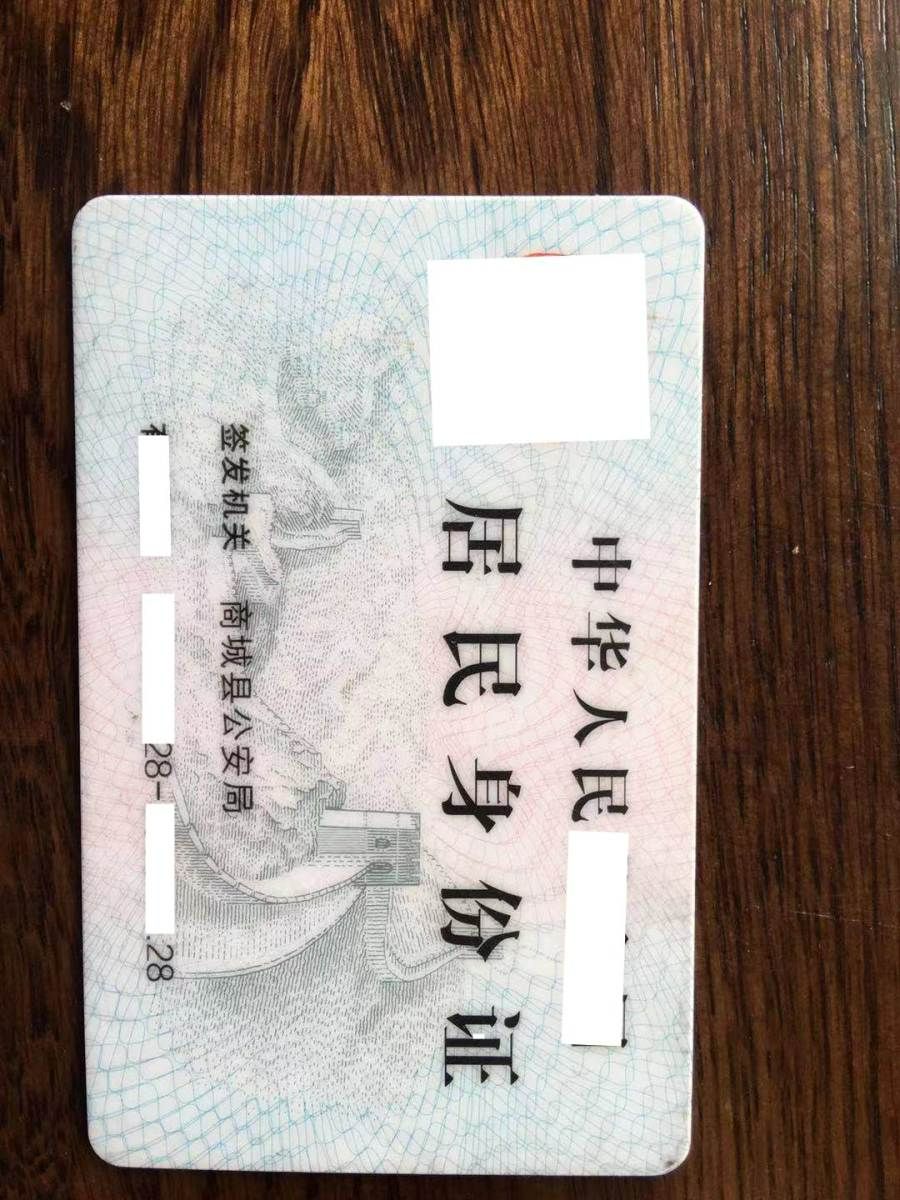 中华人民
居民身份证
签发机关 商城县公安局
28- .28